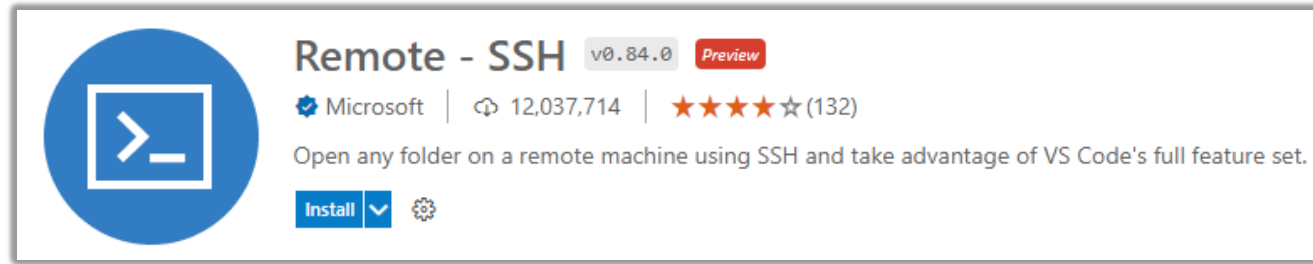 Remote - SSH v0.84.0 Preview
Microsoft 12,037,714 (132)
Open any folder on a remote machine using SSH and take advantage of VS Code's full feature set.
Install